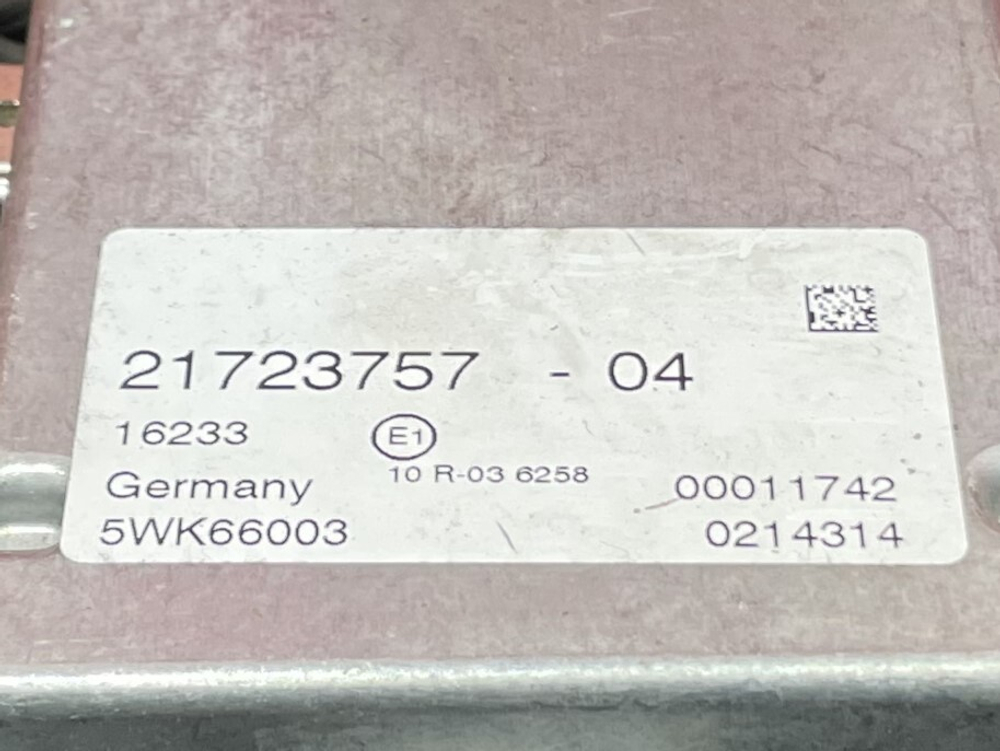 21723757 - 04
16233 E1
10 R-03 6258
Germany 00011742
5WK66003 0214314